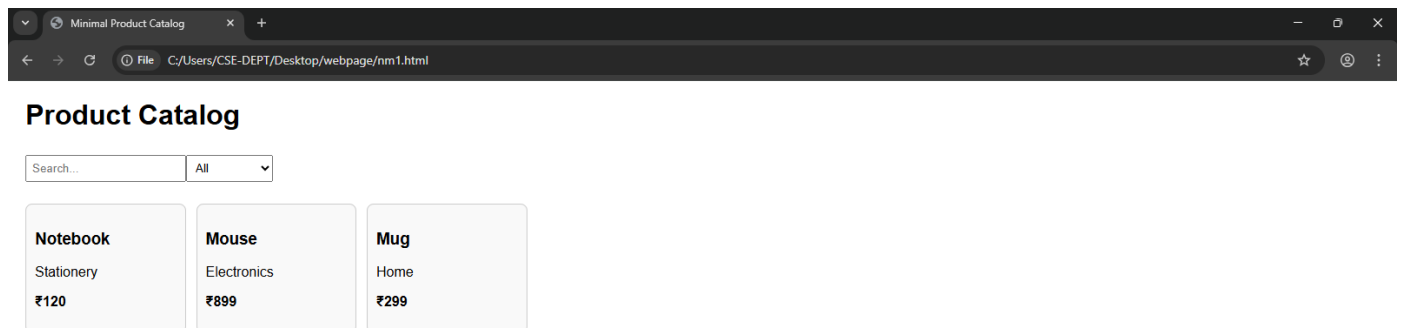 Minimal Product Catalog
File C:/Users/CSE-DEPT/Desktop/webpage/nm1.html
Product Catalog
Search... All
Notebook Mouse Mug
Stationery Electronics Home
₹120 ₹899 ₹299